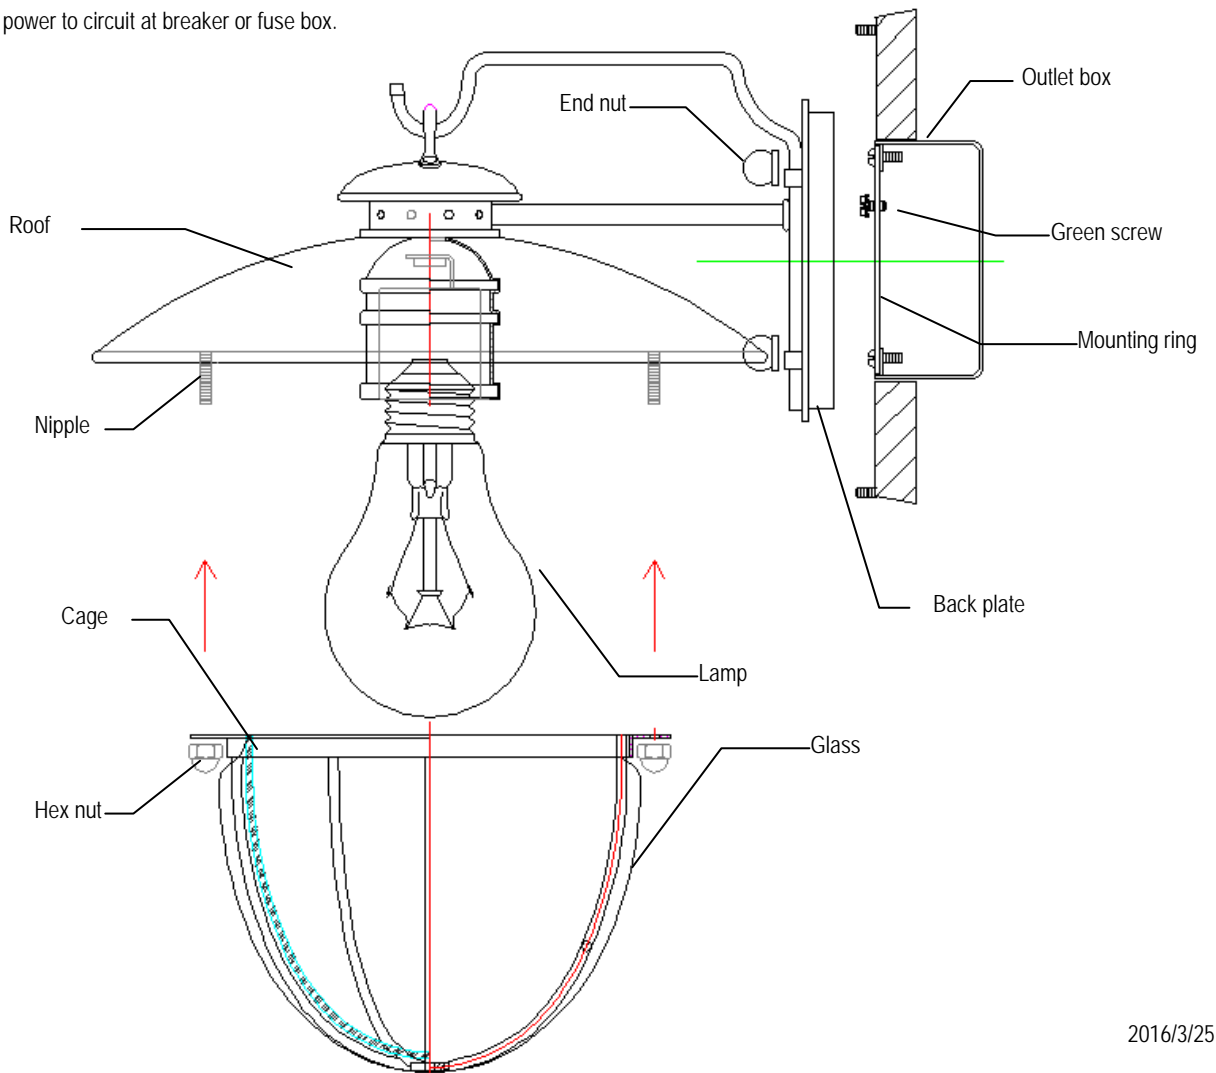 power to circuit at breaker or fuse box.
Outlet box
End nut
Roof
Green screw
Mounting ring
Nipple
Back plate
Cage
Lamp
Glass
Hex nut
2016/3/25